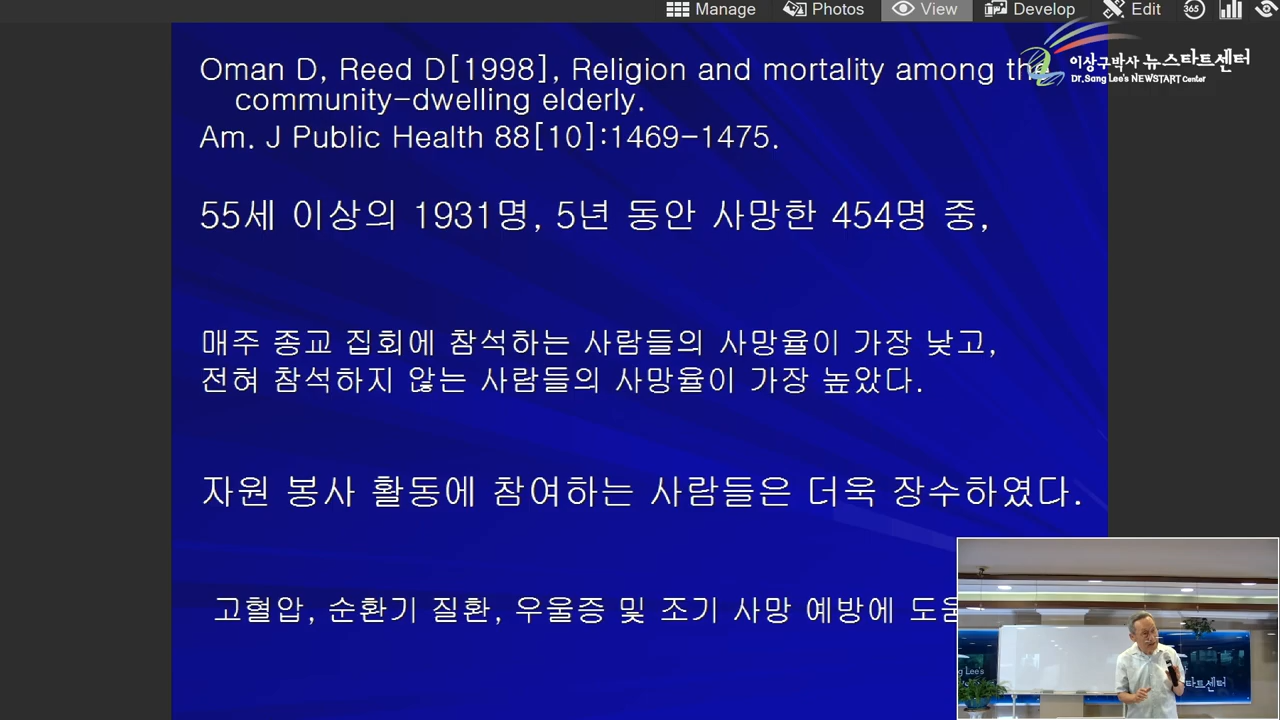 Manage Photos View Develop Edit 365
이상구박사 뉴스타트센터
Dr.Sang Lee's NEWSTART Center
Oman D, Reed D[1998], Religion and mortality among the
community-dwelling elderly.
Am. J Public Health 88[10]:1469-1475.
55세 이상의 1931명, 5년 동안 사망한 454명 중,
매주 종교 집회에 참석하는 사람들의 사망율이 가장 낮고,
전혀 참석하지 않는 사람들의 사망율이 가장 높았다.
자원 봉사 활동에 참여하는 사람들은 더욱 장수하였다.
고혈압, 순환기 질환, 우울증 및 조기 사망 예방에 도움
ng Lee's
타트센터